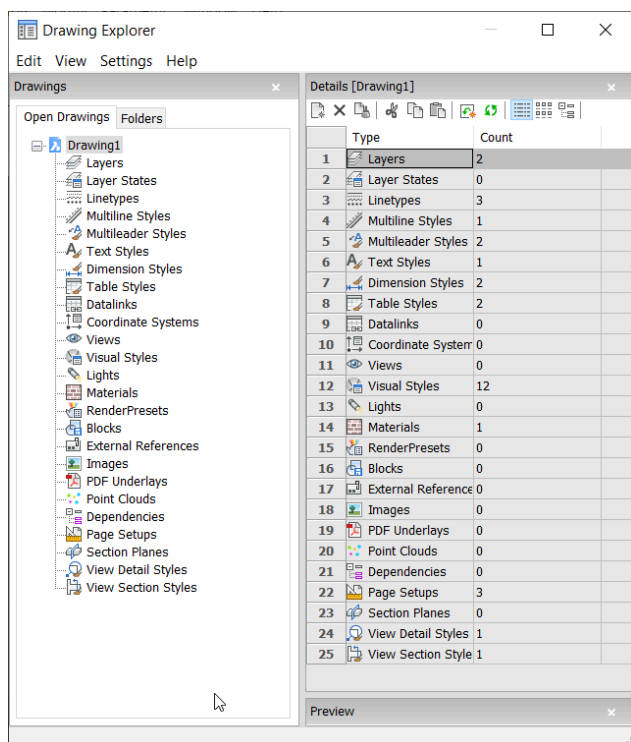 Drawing Explorer
Edit View Settings Help
Drawings
Open Drawings Folders
Drawing1
Layers
Layer States
Linetypes
Multiline Styles
Multileader Styles
Text Styles
Dimension Styles
Table Styles
Datalinks
Coordinate Systems
Views
Visual Styles
Lights
Materials
RenderPresets
Blocks
External References
Images
PDF Underlays
Point Clouds
Dependencies
Page Setups
Section Planes
View Detail Styles
View Section Styles
Details [Drawing1]
Type Count
1 Layers 2
2 Layer States 0
3 Linetypes 3
4 Multiline Styles 1
5 Multileader Styles 2
6 Text Styles 1
7 Dimension Styles 2
8 Table Styles 2
9 Datalinks 0
10 Coordinate System 0
11 Views 0
12 Visual Styles 12
13 Lights 0
14 Materials 1
15 RenderPresets 0
16 Blocks 0
17 External Reference 0
18 Images 0
19 PDF Underlays 0
20 Point Clouds 0
21 Dependencies 0
22 Page Setups 3
23 Section Planes 0
24 View Detail Styles 1
25 View Section Style 1
Preview